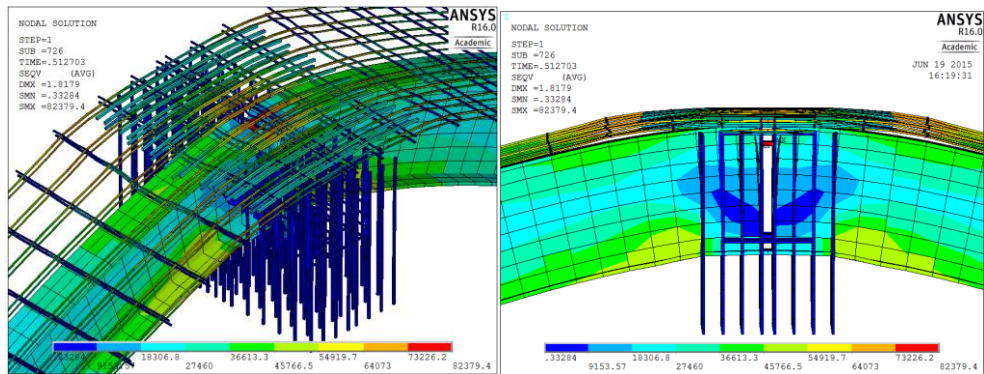 NODAL SOLUTION
STEP=1
SUB =726
TIME=.512703
SEQV (AVG)
DMX =1.8179
SMN =.33284
SMX =82379.4
ANSYS
R16.0
Academic
.33284 18306.8 36613.3 54919.7 73226.2
9153.57 27460 45766.5 64073 82379.4
1
NODAL SOLUTION
STEP=1
SUB =726
TIME=.512703
SEQV (AVG)
DMX =1.8179
SMN =.33284
SMX =82379.4
ANSYS
R16.0
Academic
JUN 19 2015
16:19:31
.33284 18306.8 36613.3 54919.7 73226.2
9153.57 27460 45766.5 64073 82379.4